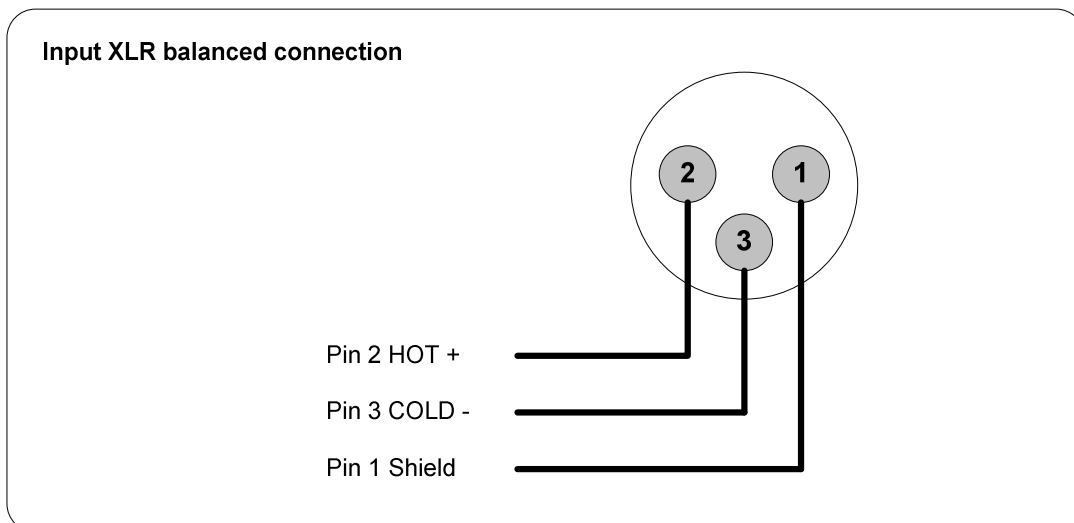 Input XLR balanced connection
2 1
3
Pin 2 HOT +
Pin 3 COLD -
Pin 1 Shield